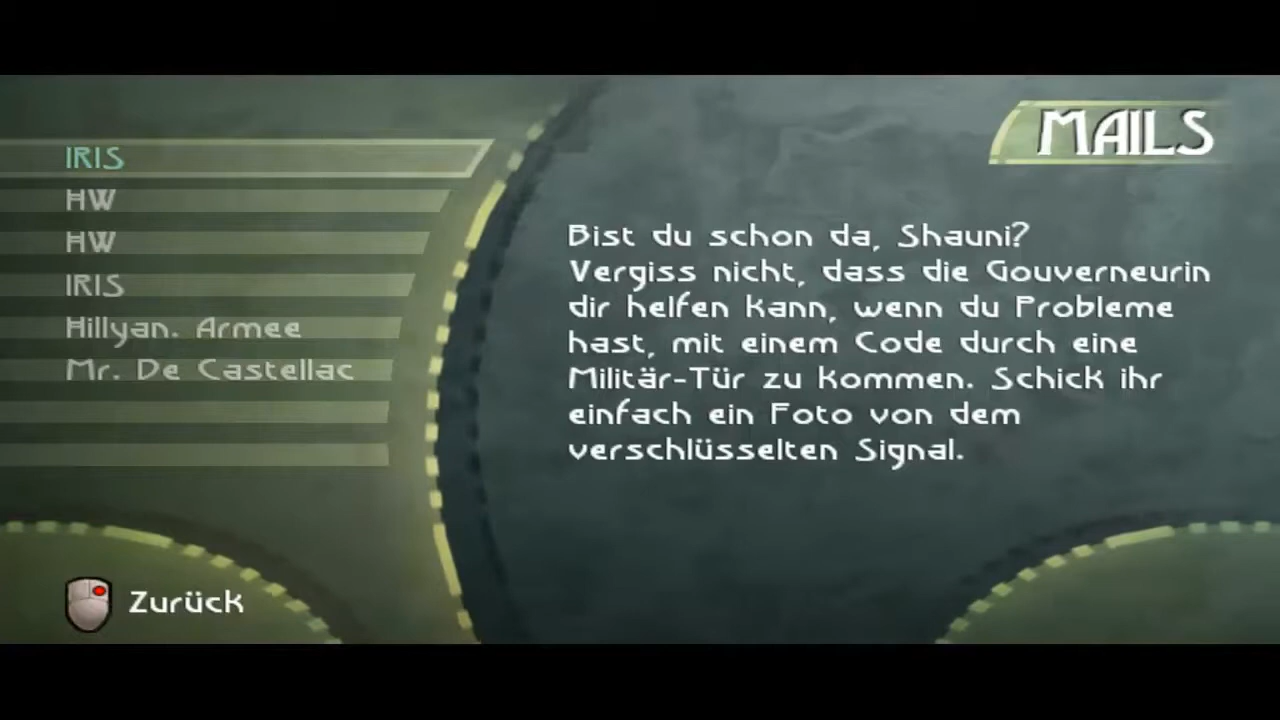 MAILS
IRIS
HW
HW
IRIS
Hillyan. Armee
Mr. De Castellac
Bist du schon da, Shauni?
Vergiss nicht, dass die Gouverneurin
dir helfen kann, wenn du Probleme
hast, mit einem Code durch eine
Militär-Tür zu kommen. Schick ihr
einfach ein Foto von dem
verschlüsselten Signal.
Zurück